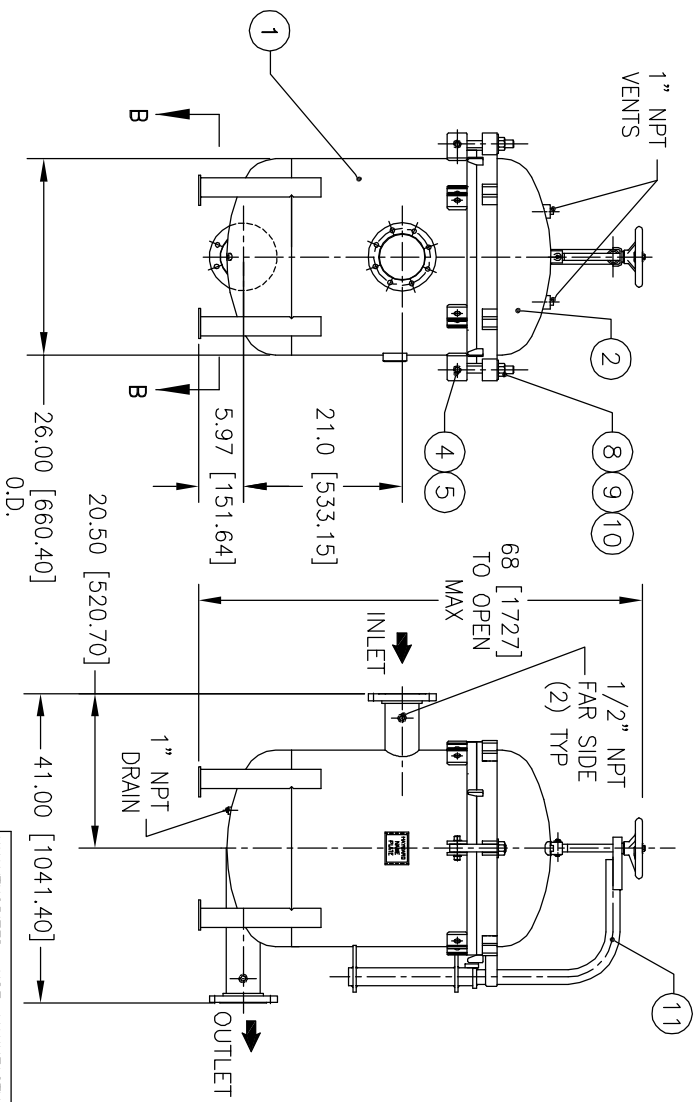 1
1" NPT
VENTS
B
B
2
4
5
8
9
10
21.0 [533.15]
5.97 [151.64]
26.00 [660.40]
O.D.
20.50 [520.70]
68 [1727]
TO OPEN
MAX
INLET
1/2" NPT
FAR SIDE
(2) TYP
1" NPT
DRAIN
41.00 [1041.40]
NAME
PLATE
OUTLET
11